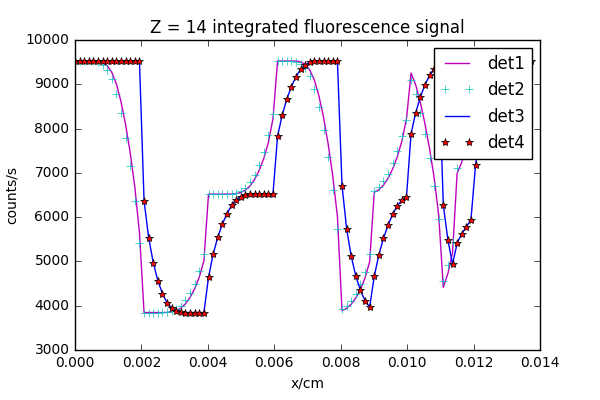 Z = 14 integrated fluorescence signal
10000
9000
8000
7000
6000
5000
4000
3000
counts/s
det1
det2
det3
det4
0.000 0.002 0.004 0.006 0.008 0.010 0.012 0.014
x/cm